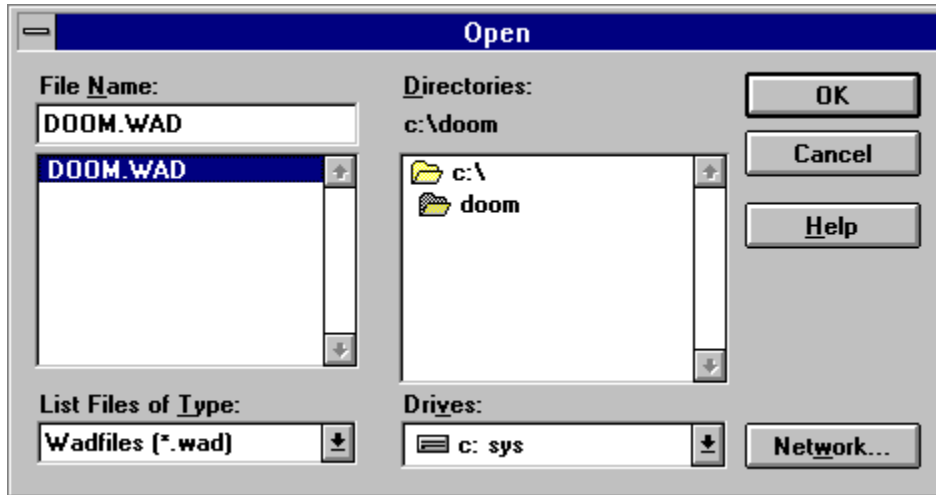 Open
File Name:
DOOM.WAD
DOOM.WAD
List Files of Type:
Wadfiles (*.wad)
Directories:
c:\doom
c:\
doom
Drives:
c: sys
OK
Cancel
Help
Network...